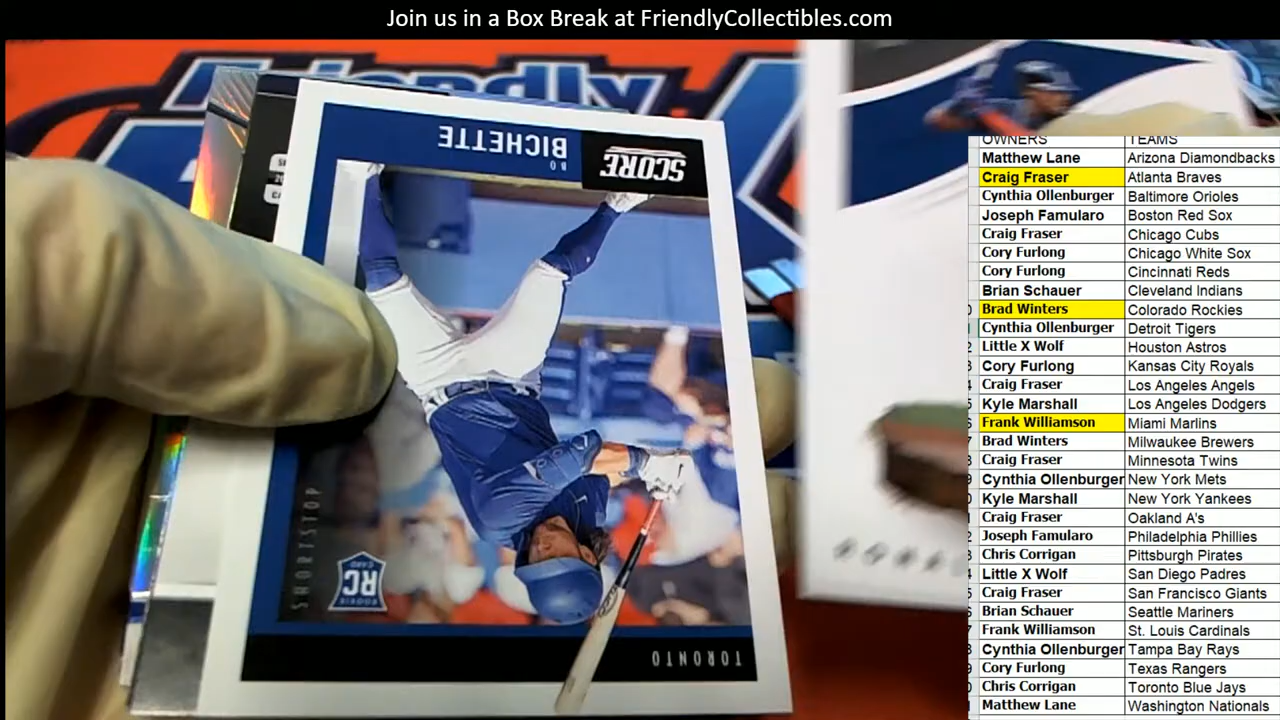 Join us in a Box Break at FriendlyCollectibles.com
Friendly
BO
BICHETTE
SCORE
SHORTSTOP
RC
ROOKIE
CARD
TORONTO
OWNERS TEAMS
Matthew Lane Arizona Diamondbacks
Craig Fraser Atlanta Braves
Cynthia Ollenburger Baltimore Orioles
Joseph Famularo Boston Red Sox
Craig Fraser Chicago Cubs
Cory Furlong Chicago White Sox
Cory Furlong Cincinnati Reds
Brian Schauer Cleveland Indians
Brad Winters Colorado Rockies
Cynthia Ollenburger Detroit Tigers
Little X Wolf Houston Astros
Cory Furlong Kansas City Royals
Craig Fraser Los Angeles Angels
Kyle Marshall Los Angeles Dodgers
Frank Williamson Miami Marlins
Brad Winters Milwaukee Brewers
Craig Fraser Minnesota Twins
Cynthia Ollenburger New York Mets
Kyle Marshall New York Yankees
Craig Fraser Oakland A's
Joseph Famularo Philadelphia Phillies
Chris Corrigan Pittsburgh Pirates
Little X Wolf San Diego Padres
Craig Fraser San Francisco Giants
Brian Schauer Seattle Mariners
Frank Williamson St. Louis Cardinals
Cynthia Ollenburger Tampa Bay Rays
Cory Furlong Texas Rangers
Chris Corrigan Toronto Blue Jays
Matthew Lane Washington Nationals